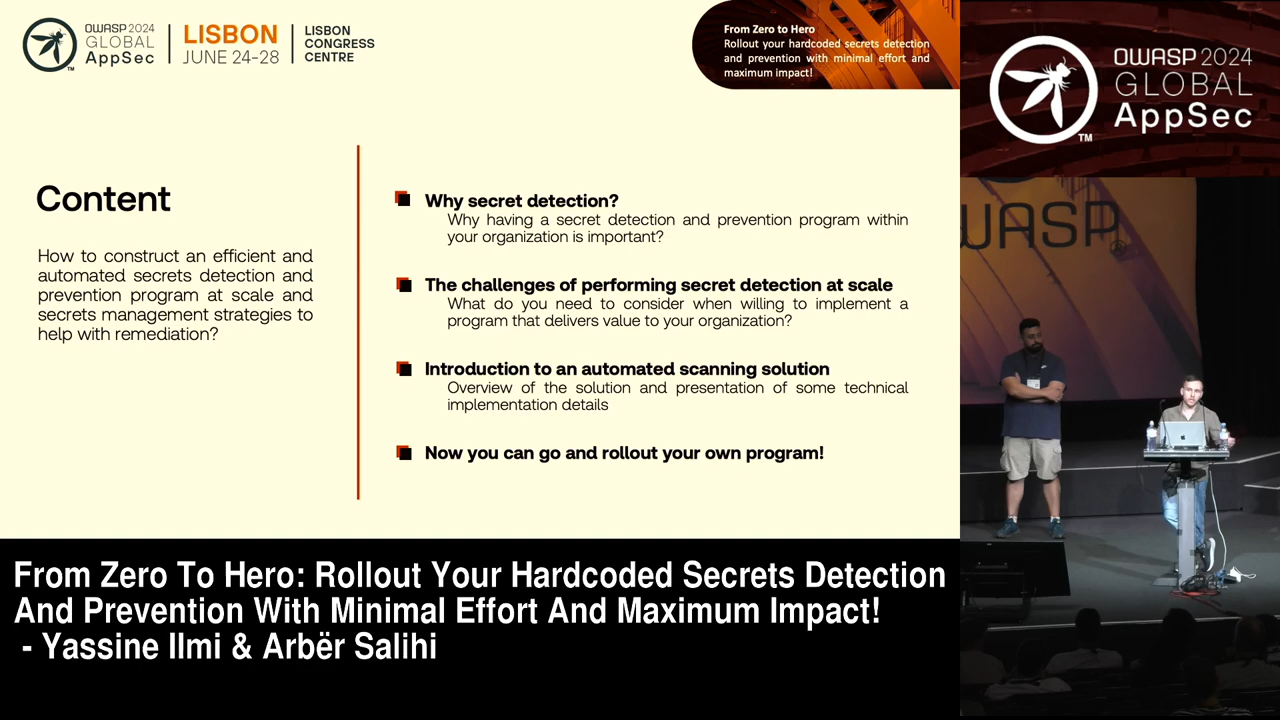 OWASP 2024
GLOBAL
AppSec
TM
LISBON
JUNE 24-28
LISBON
CONGRESS
CENTRE
From Zero to Hero
Rollout your hardcoded secrets detection
and prevention with minimal effort and
maximum impact!
Content
How to construct an efficient and
automated secrets detection and
prevention program at scale and
secrets management strategies to
help with remediation?
Why secret detection?
Why having a secret detection and prevention program within
your organization is important?
The challenges of performing secret detection at scale
What do you need to consider when willing to implement a
program that delivers value to your organization?
Introduction to an automated scanning solution
Overview of the solution and presentation of some technical
implementation details
Now you can go and rollout your own program!
OWASP 2024
GLOBAL
AppSec
TM
WASP®
From Zero To Hero: Rollout Your Hardcoded Secrets Detection
And Prevention With Minimal Effort And Maximum Impact!
- Yassine Ilmi & Arbër Salihi